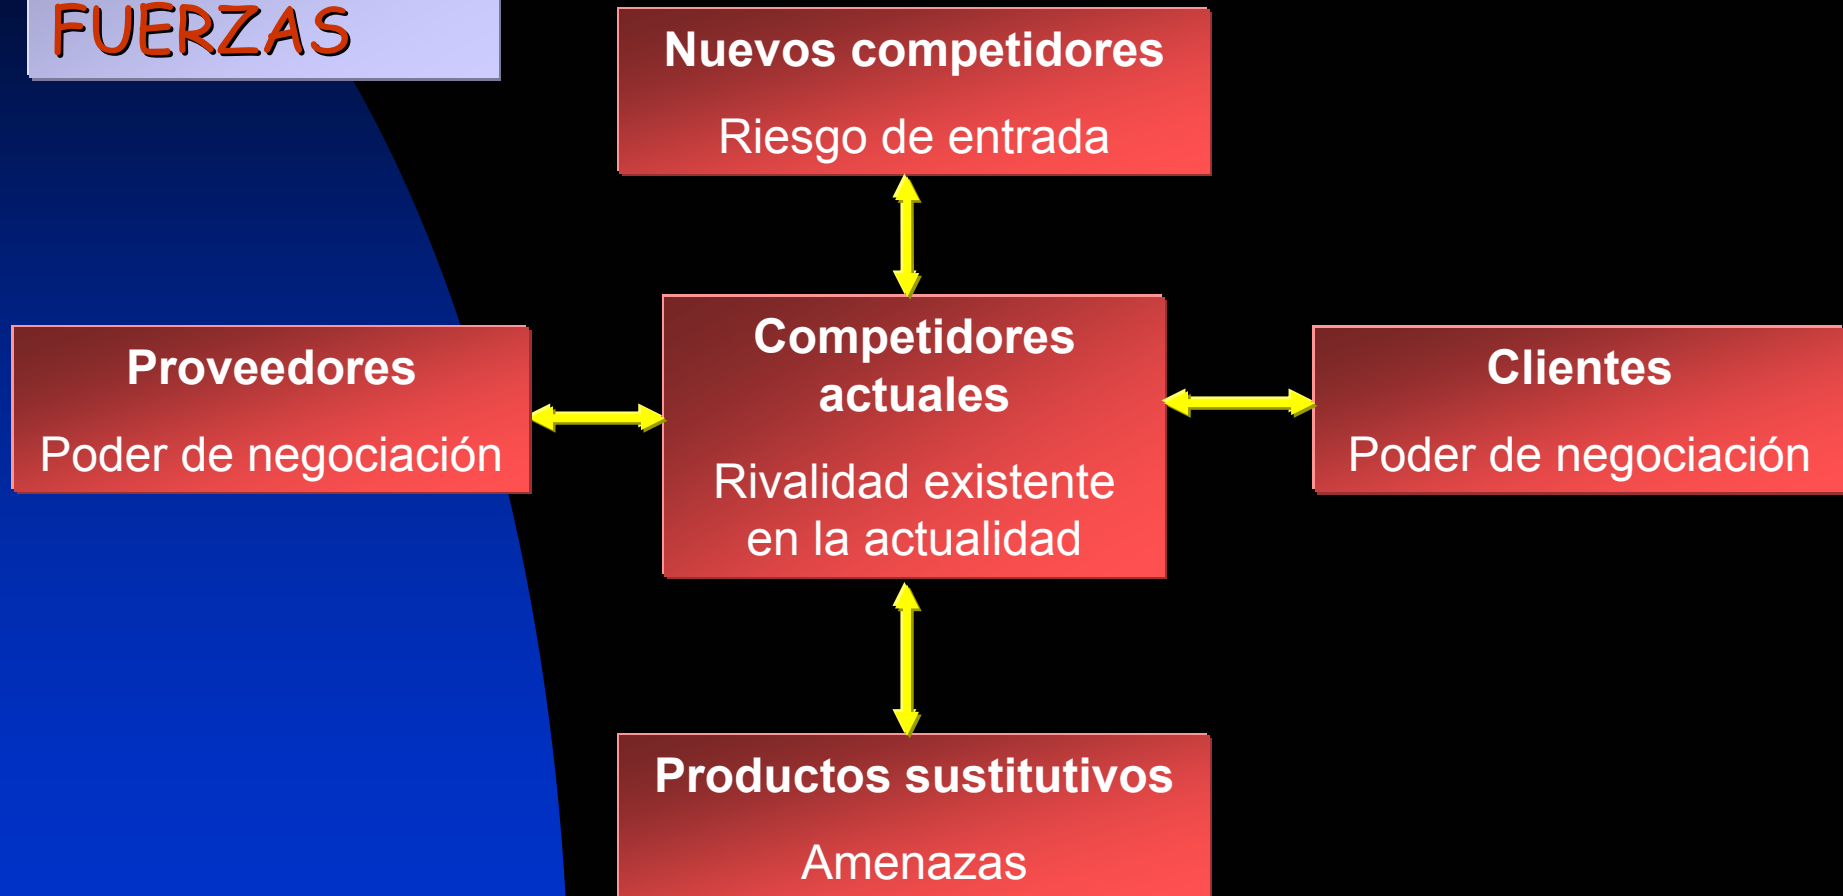 FUERZAS
Nuevos competidores
Riesgo de entrada
Proveedores
Poder de negociación
Competidores
actuales
Rivalidad existente
en la actualidad
Clientes
Poder de negociación
Productos sustitutivos
Amenazas